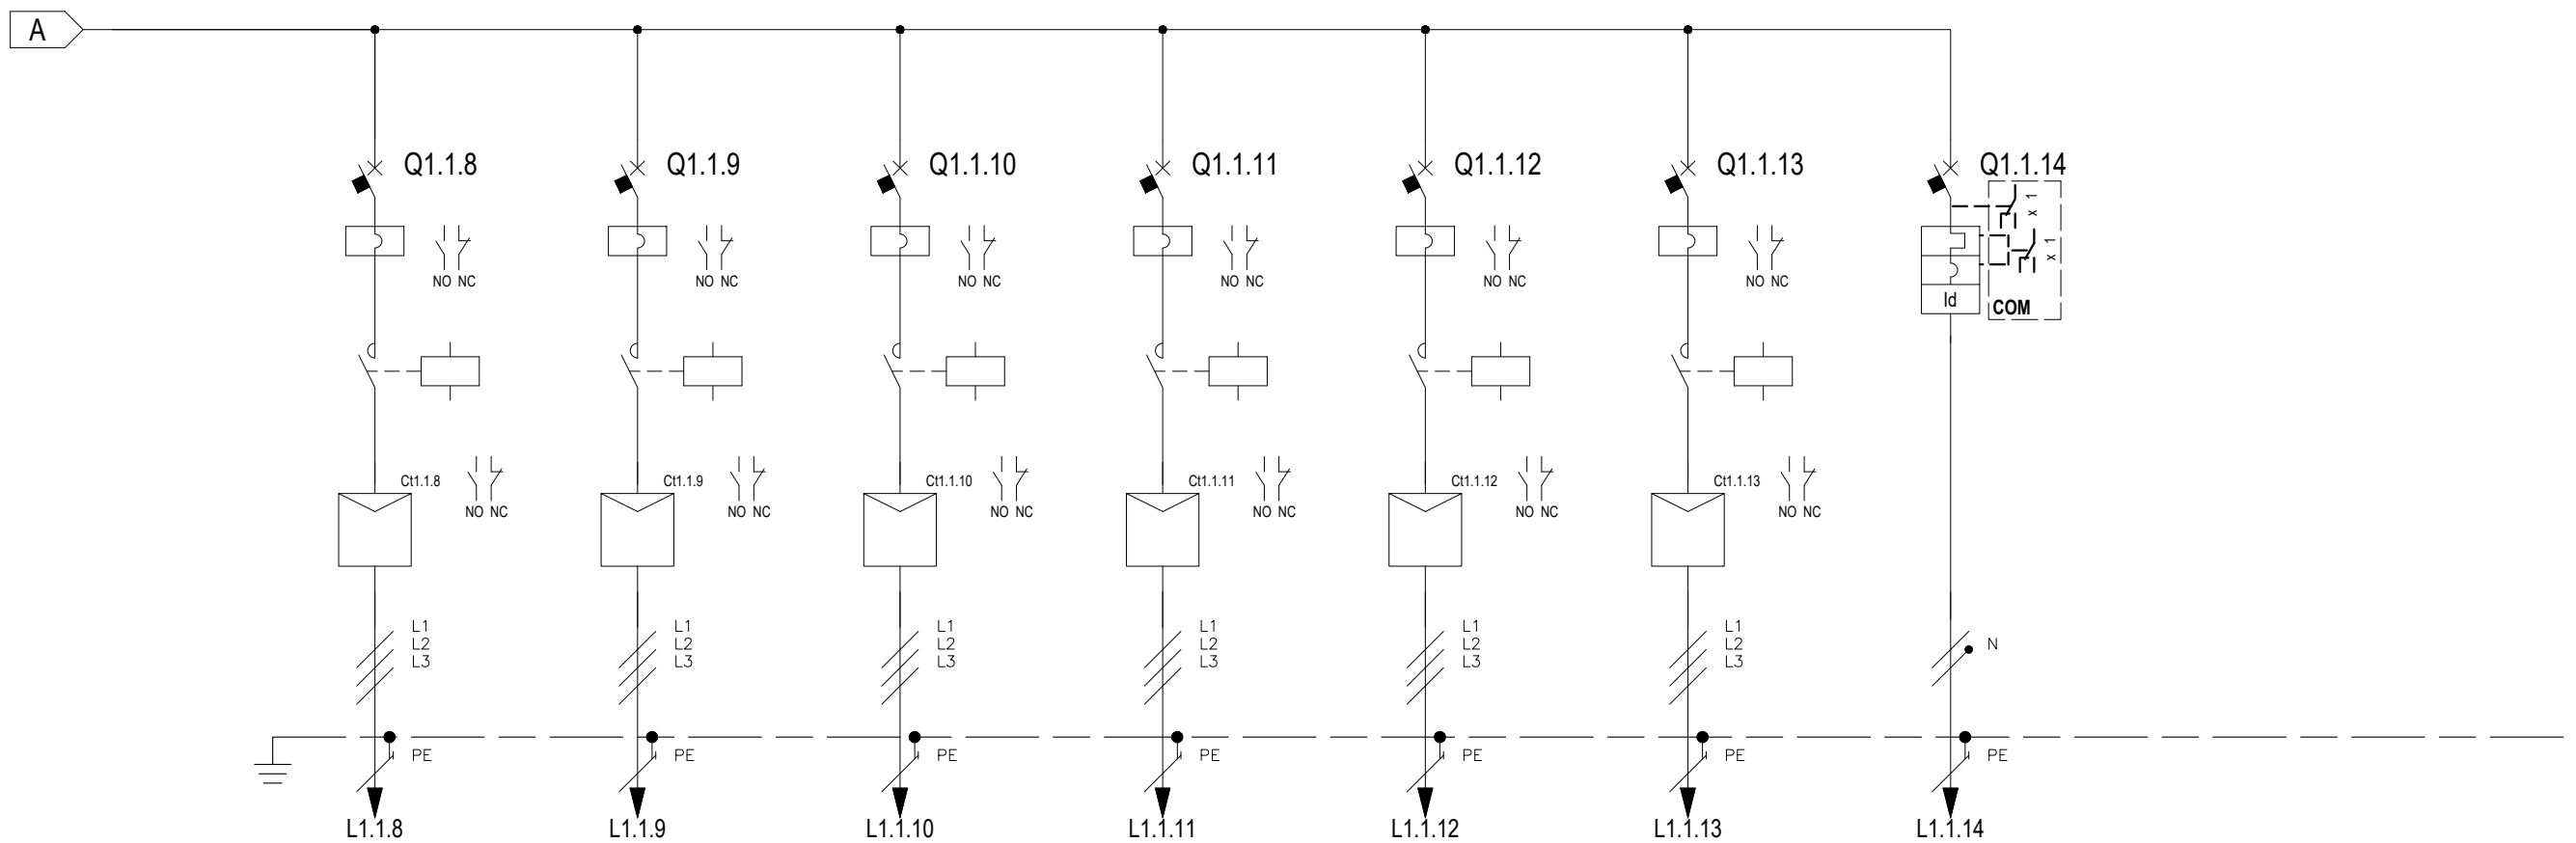 A
Q1.1.8 Q1.1.9 Q1.1.10 Q1.1.11 Q1.1.12 Q1.1.13 Q1.1.14
x 1
x 1
NO NC NO NC NO NC NO NC NO NC NO NC
Id COM
Ct1.1.8 Ct1.1.9 Ct1.1.10 Ct1.1.11 Ct1.1.12 Ct1.1.13
NO NC NO NC NO NC NO NC NO NC NO NC
L1 L1 L1 L1 L1 L1
L2 L2 L2 L2 L2 L2 N
L3 L3 L3 L3 L3 L3
PE PE PE PE PE PE PE
L1.1.8 L1.1.9 L1.1.10 L1.1.11 L1.1.12 L1.1.13 L1.1.14